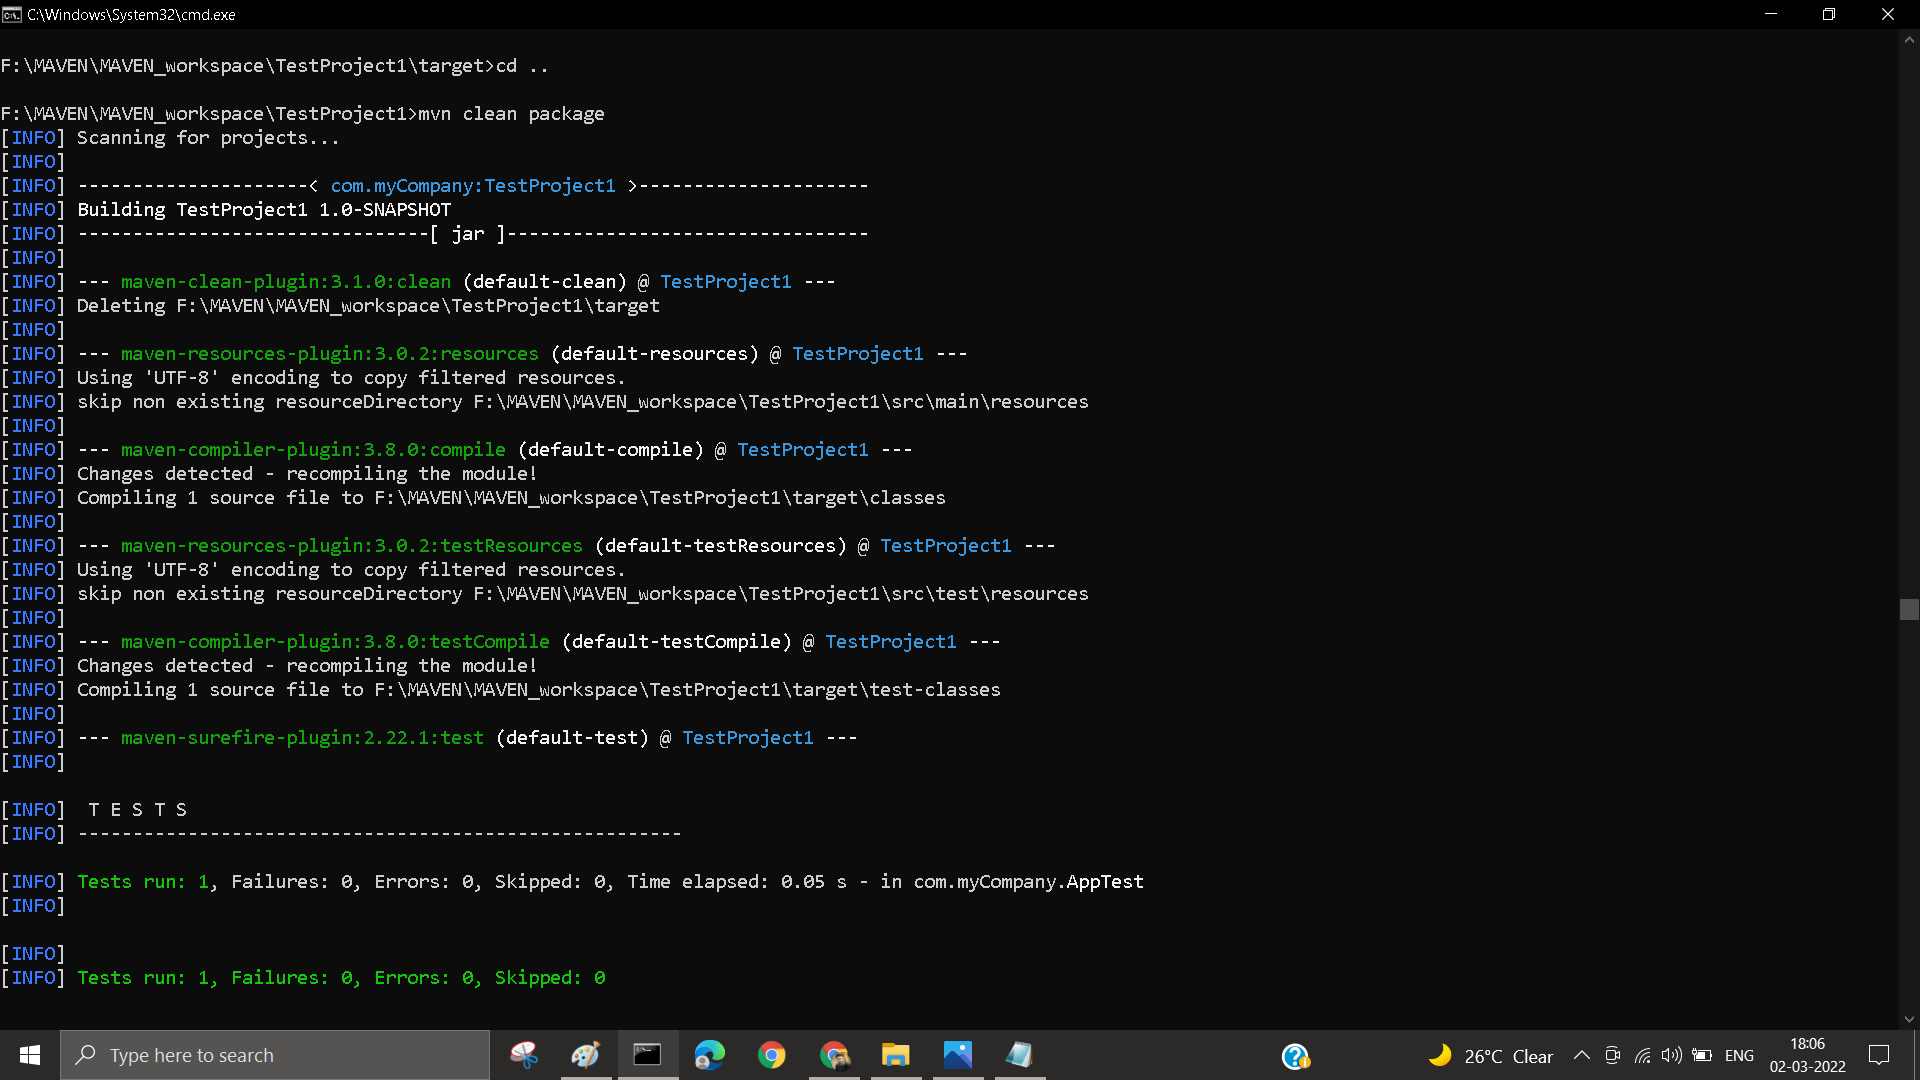 C:\Windows\System32\cmd.exe
F:\MAVEN\MAVEN_workspace\TestProject1\target>cd ..
F:\MAVEN\MAVEN_workspace\TestProject1>mvn clean package
[INFO] Scanning for projects...
[INFO]
[INFO] ---------------------< com.myCompany:TestProject1 >---------------------
[INFO] Building TestProject1 1.0-SNAPSHOT
[INFO] --------------------------------[ jar ]---------------------------------
[INFO]
[INFO] --- maven-clean-plugin:3.1.0:clean (default-clean) @ TestProject1 ---
[INFO] Deleting F:\MAVEN\MAVEN_workspace\TestProject1\target
[INFO]
[INFO] --- maven-resources-plugin:3.0.2:resources (default-resources) @ TestProject1 ---
[INFO] Using 'UTF-8' encoding to copy filtered resources.
[INFO] skip non existing resourceDirectory F:\MAVEN\MAVEN_workspace\TestProject1\src\main\resources
[INFO]
[INFO] --- maven-compiler-plugin:3.8.0:compile (default-compile) @ TestProject1 ---
[INFO] Changes detected - recompiling the module!
[INFO] Compiling 1 source file to F:\MAVEN\MAVEN_workspace\TestProject1\target\classes
[INFO]
[INFO] --- maven-resources-plugin:3.0.2:testResources (default-testResources) @ TestProject1 ---
[INFO] Using 'UTF-8' encoding to copy filtered resources.
[INFO] skip non existing resourceDirectory F:\MAVEN\MAVEN_workspace\TestProject1\src\test\resources
[INFO]
[INFO] --- maven-compiler-plugin:3.8.0:testCompile (default-testCompile) @ TestProject1 ---
[INFO] Changes detected - recompiling the module!
[INFO] Compiling 1 source file to F:\MAVEN\MAVEN_workspace\TestProject1\target\test-classes
[INFO]
[INFO] --- maven-surefire-plugin:2.22.1:test (default-test) @ TestProject1 ---
[INFO]
[INFO]  T E S T S
[INFO] -------------------------------------------------------
[INFO] Tests run: 1, Failures: 0, Errors: 0, Skipped: 0, Time elapsed: 0.05 s - in com.myCompany.AppTest
[INFO]
[INFO]
[INFO] Tests run: 1, Failures: 0, Errors: 0, Skipped: 0
Type here to search
26°C Clear
ENG
18:06
02-03-2022